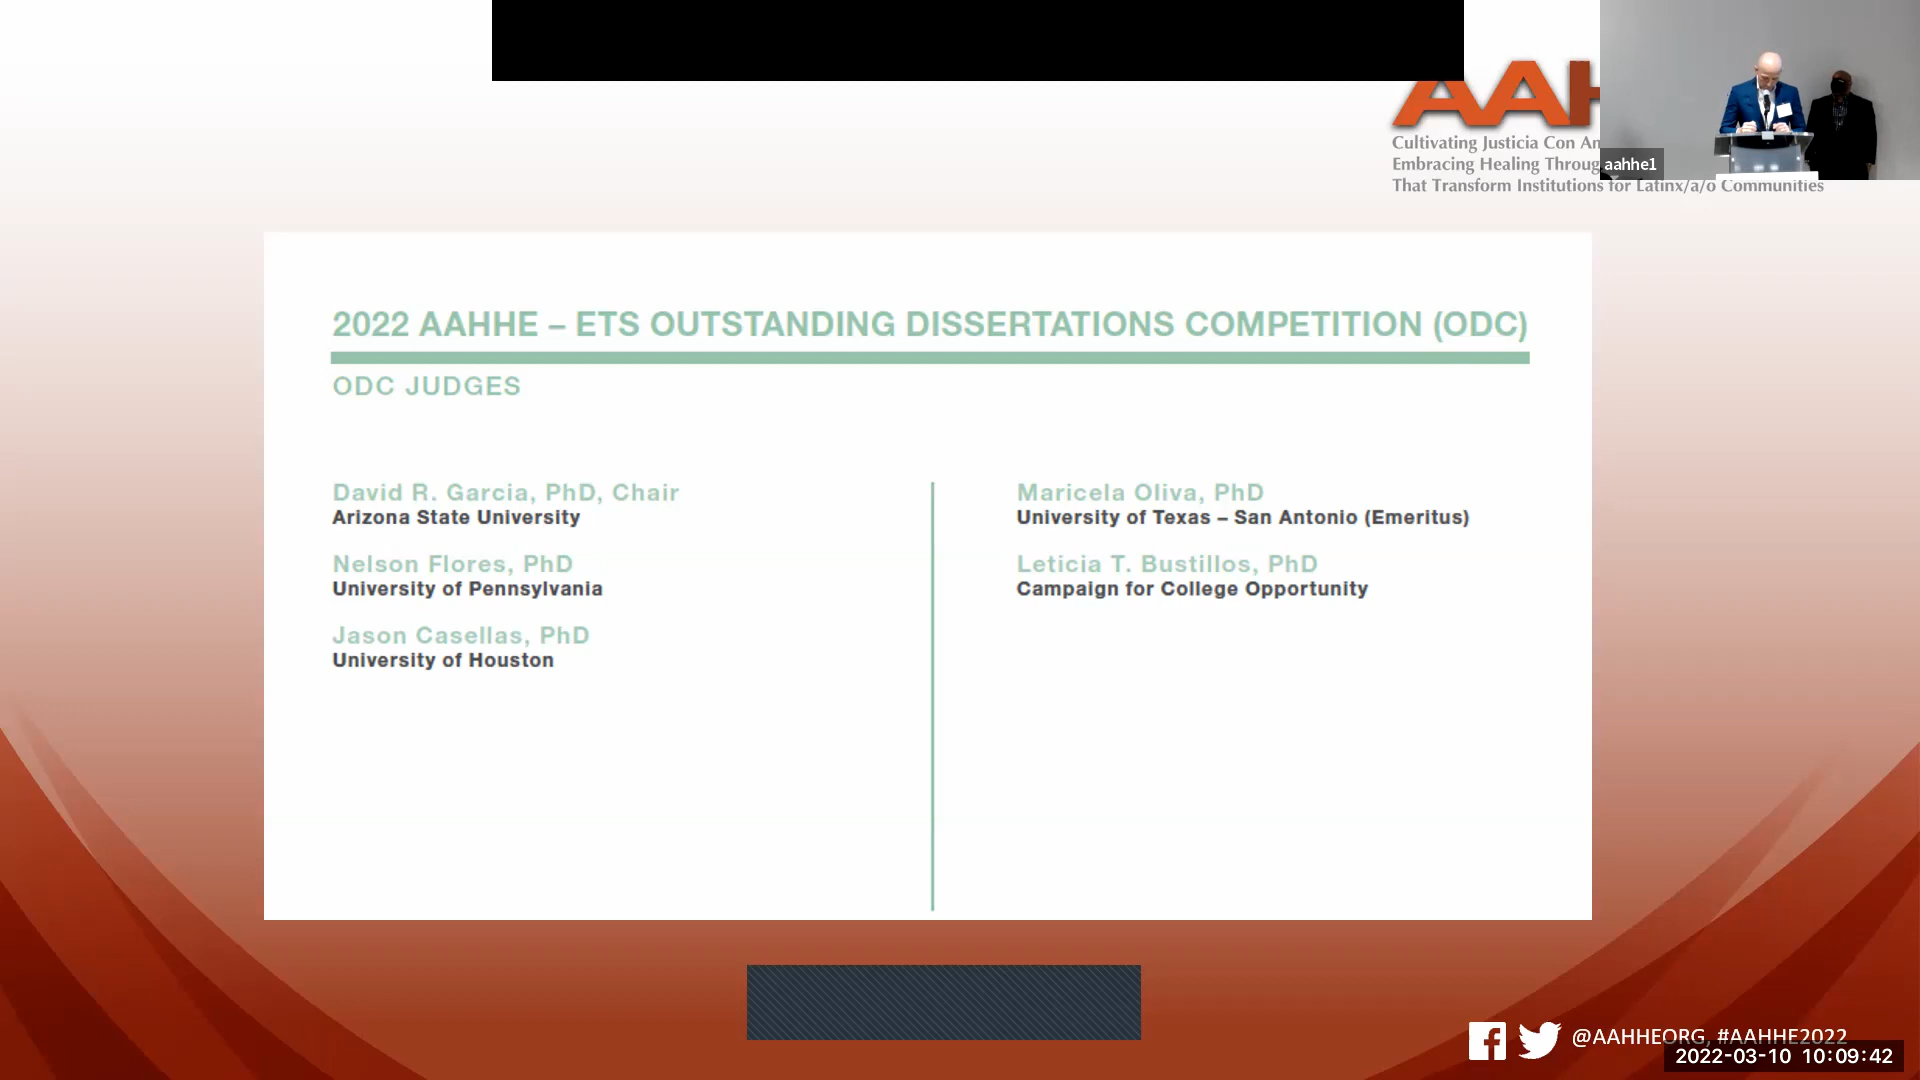 AAH
Cultivating Justicia Con
Embracing Healing
That Transform Institutions for Latinx/a/o Communities
aahhe1
2022 AAHHE – ETS OUTSTANDING DISSERTATIONS COMPETITION (ODC)
ODC JUDGES
David R. Garcia, PhD, Chair
Arizona State University
Nelson Flores, PhD
University of Pennsylvania
Jason Casellas, PhD
University of Houston
Maricela Oliva, PhD
University of Texas – San Antonio (Emeritus)
Leticia T. Bustillos, PhD
Campaign for College Opportunity
@AAHHEORG, #AAHHE2022
2022-03-10 10:09:42